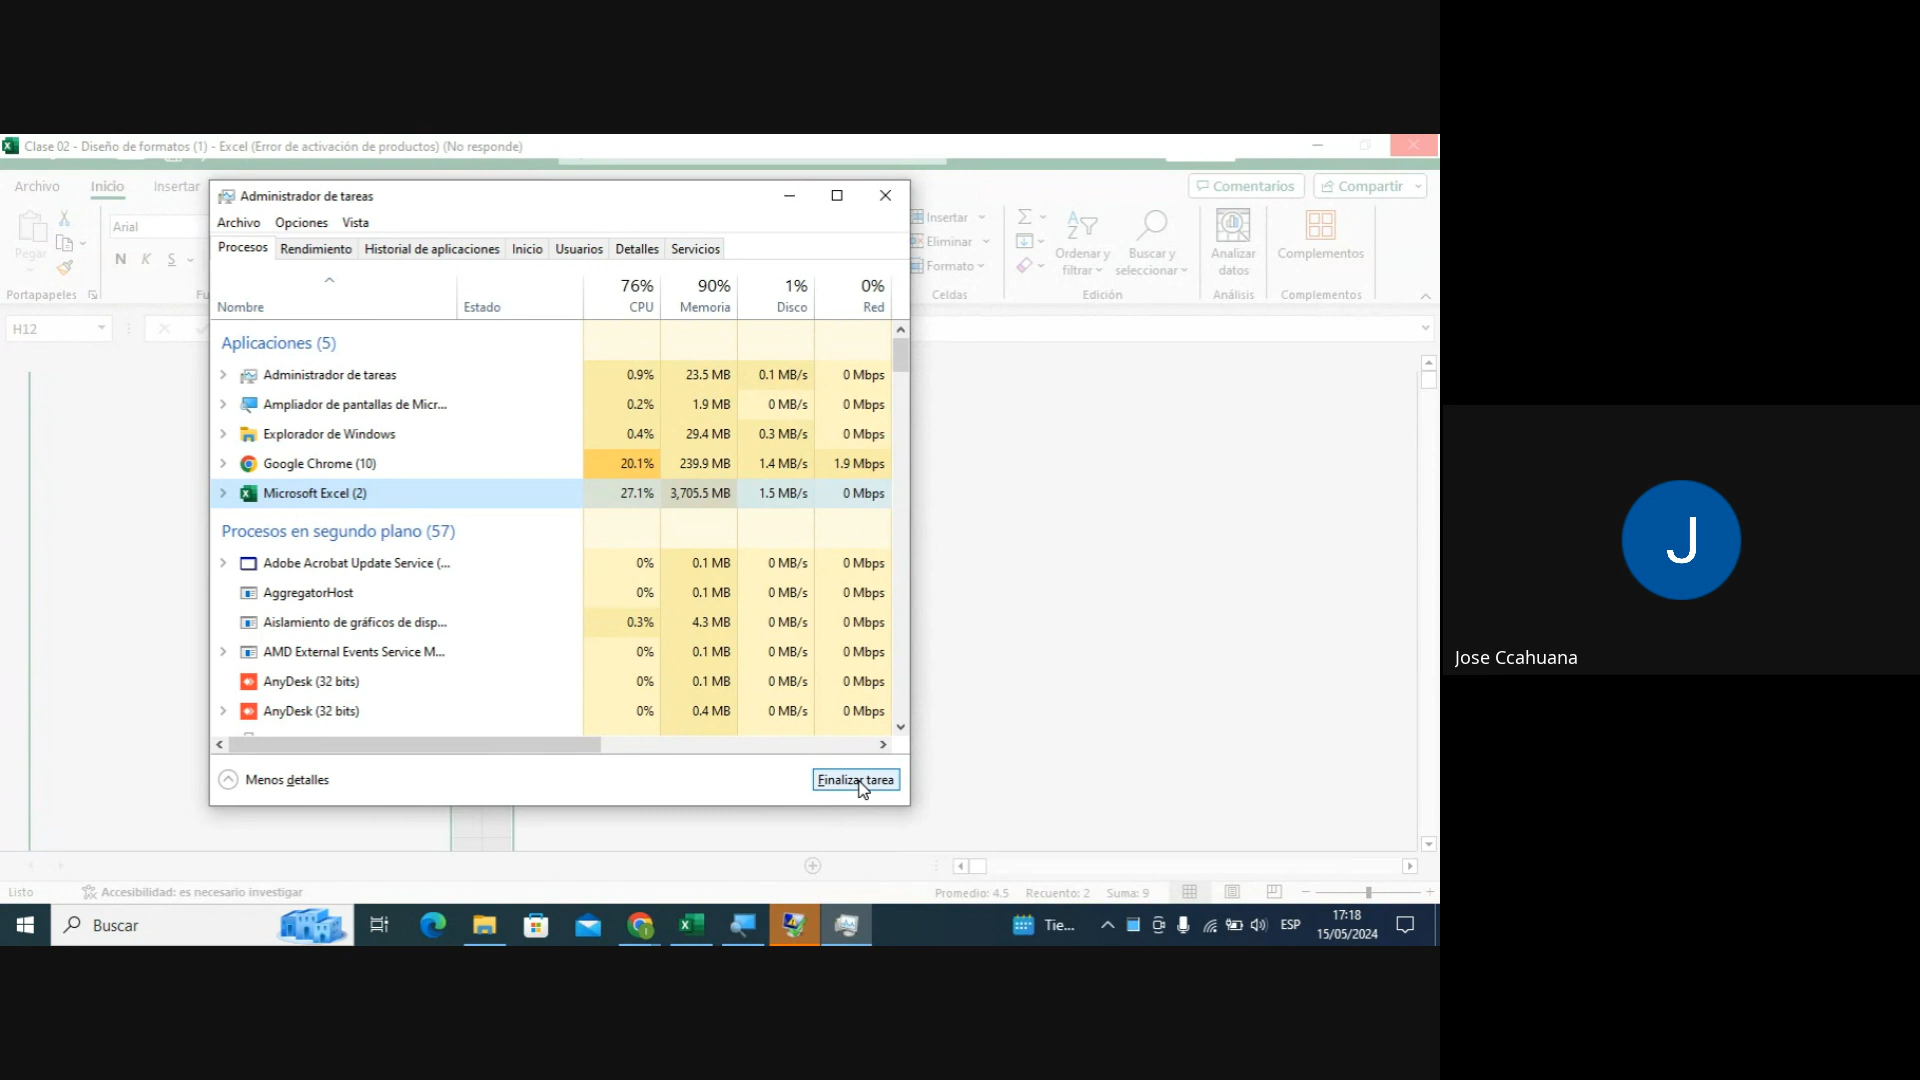 Clase 02 - Diseño de formatos (1) - Excel (Error de activación de productos) (No responde)
Archivo Inicio Insertar
Comentarios Compartir
Pegar
Arial
N K S
Portapapeles Fu
Insertar
Eliminar
Formato
Celdas
Ordenar y filtrar
Buscar y seleccionar
Edición
Analizar datos
Análisis
Complementos
Complementos
H12
Administrador de tareas
Archivo Opciones Vista
Procesos Rendimiento Historial de aplicaciones Inicio Usuarios Detalles Servicios
76% 90% 1% 0%
Nombre Estado CPU Memoria Disco Red
Aplicaciones (5)
Administrador de tareas 0.9% 23.5 MB 0.1 MB/s 0 Mbps
Ampliador de pantallas de Micr... 0.2% 1.9 MB 0 MB/s 0 Mbps
Explorador de Windows 0.4% 29.4 MB 0.3 MB/s 0 Mbps
Google Chrome (10) 20.1% 239.9 MB 1.4 MB/s 1.9 Mbps
Microsoft Excel (2) 27.1% 3,705.5 MB 1.5 MB/s 0 Mbps
Procesos en segundo plano (57)
Adobe Acrobat Update Service (... 0% 0.1 MB 0 MB/s 0 Mbps
AggregatorHost 0% 0.1 MB 0 MB/s 0 Mbps
Aislamiento de gráficos de disp... 0.3% 4.3 MB 0 MB/s 0 Mbps
AMD External Events Service M... 0% 0.1 MB 0 MB/s 0 Mbps
AnyDesk (32 bits) 0% 0.1 MB 0 MB/s 0 Mbps
AnyDesk (32 bits) 0% 0.4 MB 0 MB/s 0 Mbps
Menos detalles Finalizar tarea
Listo Accesibilidad: es necesario investigar Promedio: 4.5 Recuento: 2 Suma: 9
Buscar Tie... ESP 17:18
15/05/2024
J
Jose Ccahuana